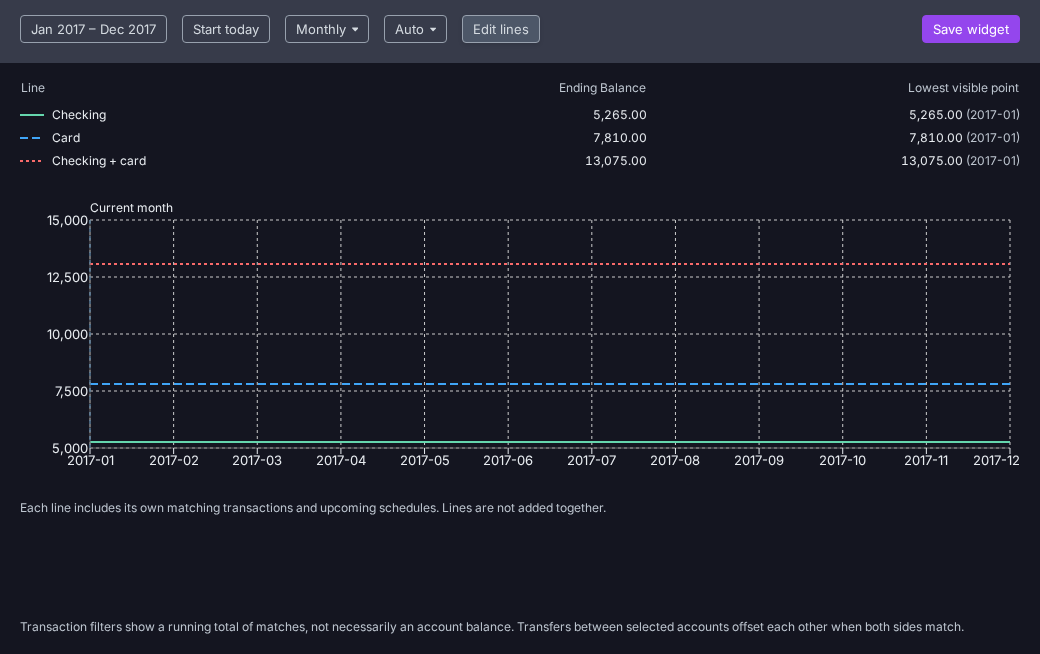 Jan 2017 – Dec 2017 Start today Monthly Auto Edit lines Save widget
Line Ending Balance Lowest visible point
Checking 5,265.00 5,265.00 (2017-01)
Card 7,810.00 7,810.00 (2017-01)
Checking + card 13,075.00 13,075.00 (2017-01)
Current month
15,000
12,500
10,000
7,500
5,000
2017-01 2017-02 2017-03 2017-04 2017-05 2017-06 2017-07 2017-08 2017-09 2017-10 2017-11 2017-12
Each line includes its own matching transactions and upcoming schedules. Lines are not added together.
Transaction filters show a running total of matches, not necessarily an account balance. Transfers between selected accounts offset each other when both sides match.